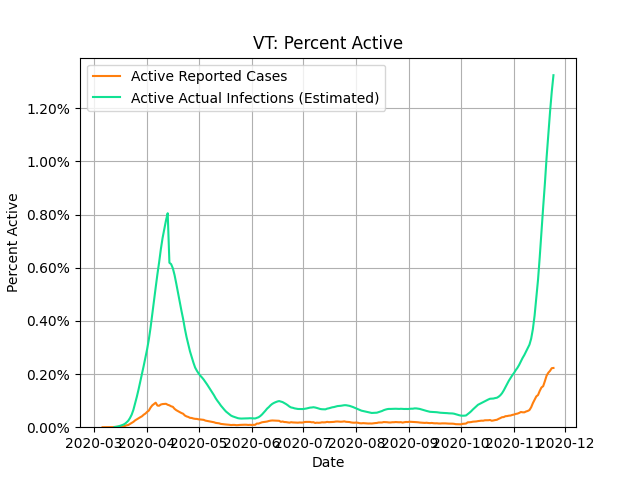 VT: Percent Active
Active Reported Cases
Active Actual Infections (Estimated)
Percent Active
1.20%
1.00%
0.80%
0.60%
0.40%
0.20%
0.00%
2020-03 2020-04 2020-05 2020-06 2020-07 2020-08 2020-09 2020-10 2020-11 2020-12
Date